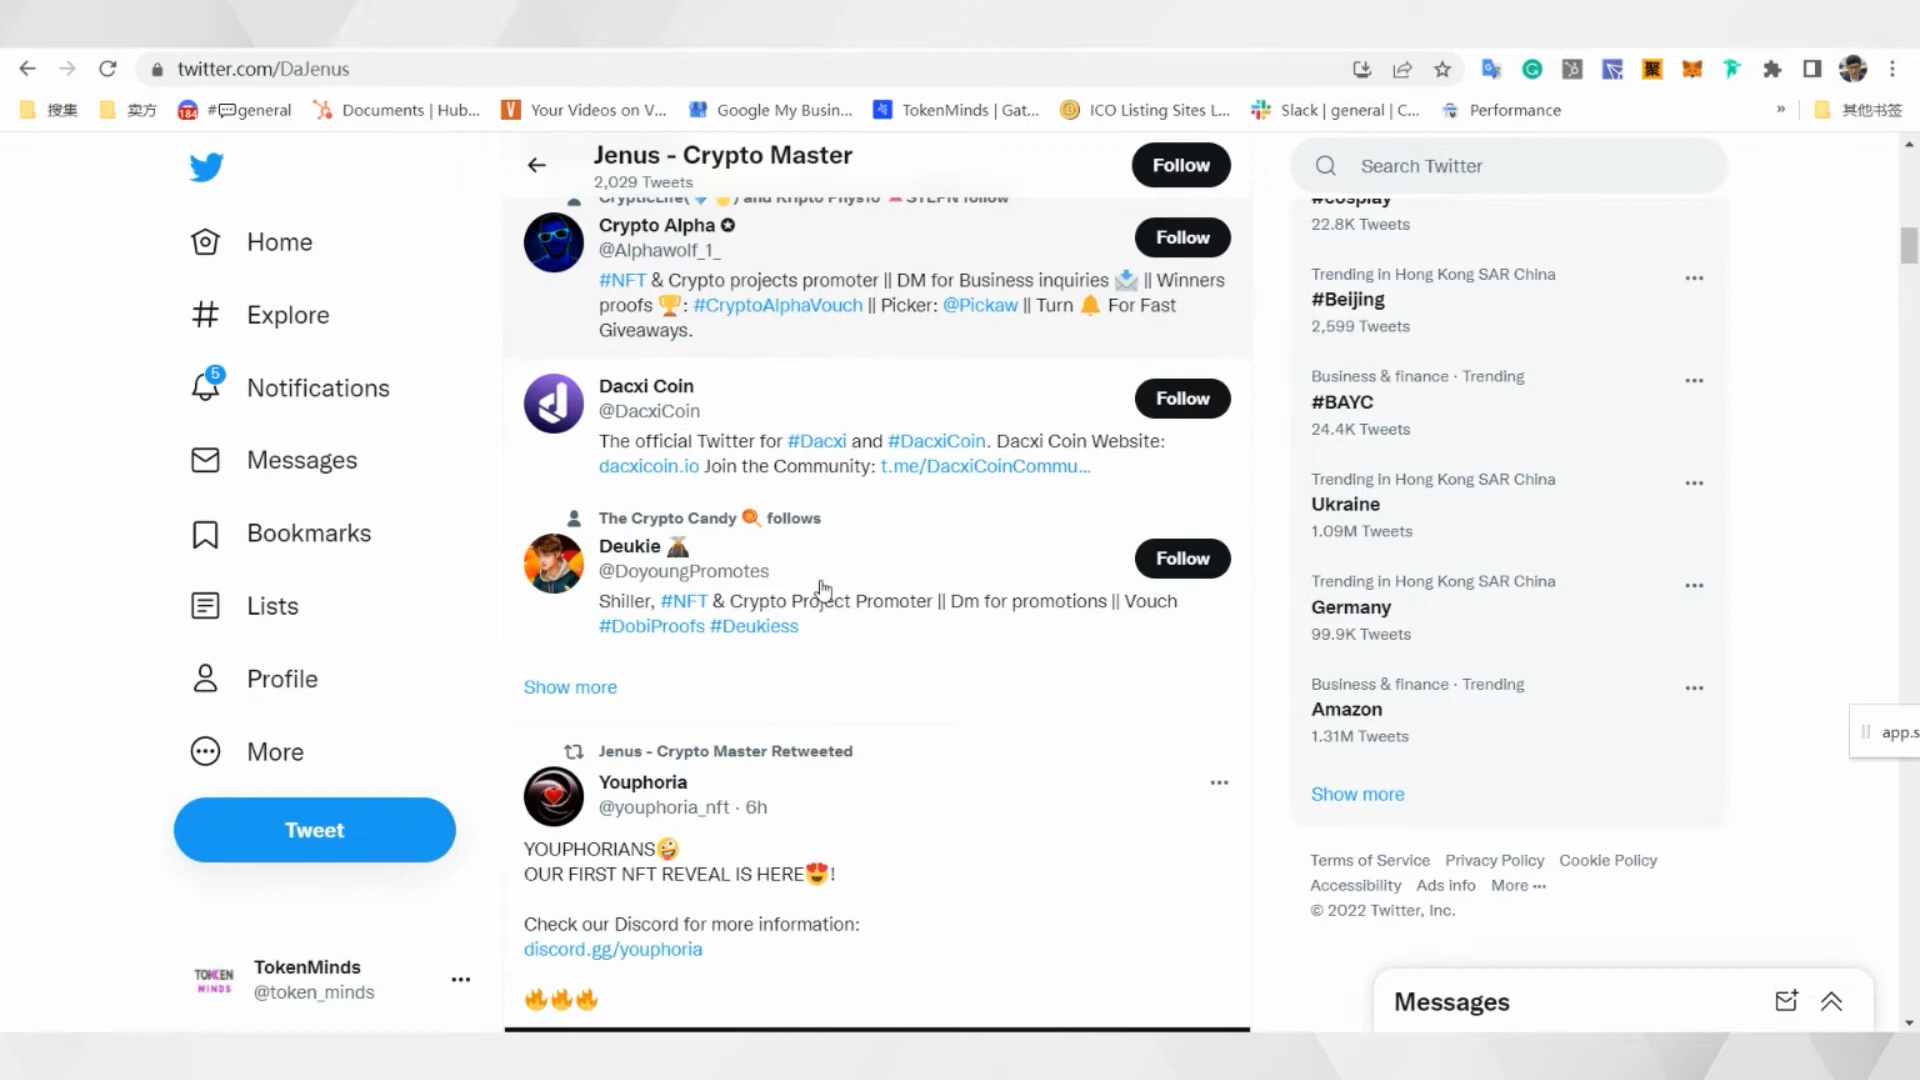 twitter.com/DaJenus
搜集
卖方
184
#general
Documents | Hub...
Your Videos on V...
Google My Busin...
TokenMinds | Gat...
ICO Listing Sites L...
Slack | general | C...
Performance
»
其他书签
Jenus - Crypto Master
2,029 Tweets
Follow
Search Twitter
Home
Explore
5
Notifications
Messages
Bookmarks
Lists
Profile
More
Tweet
TokenMinds
@token_minds
TOKEN
MINDS
Crypto Alpha
@Alphawolf_1_
Follow
#NFT & Crypto projects promoter || DM for Business inquiries 📩 || Winners
proofs 🏆: #CryptoAlphaVouch || Picker: @Pickaw || Turn 🔔 For Fast
Giveaways.
Dacxi Coin
@DacxiCoin
Follow
The official Twitter for #Dacxi and #DacxiCoin. Dacxi Coin Website:
dacxicoin.io Join the Community: t.me/DacxiCoinCommu...
The Crypto Candy 🍭 follows
Deukie 🌋
@DoyoungPromotes
Follow
Shiller, #NFT & Crypto Project Promoter || Dm for promotions || Vouch
#DobiProofs #Deukiess
Show more
Jenus - Crypto Master Retweeted
Youphoria
@youphoria_nft · 6h
YOUPHORIANS🤪
OUR FIRST NFT REVEAL IS HERE😍!
Check our Discord for more information:
discord.gg/youphoria
🔥🔥🔥
#cosplay
22.8K Tweets
Trending in Hong Kong SAR China
#Beijing
2,599 Tweets
Business & finance · Trending
#BAYC
24.4K Tweets
Trending in Hong Kong SAR China
Ukraine
1.09M Tweets
Trending in Hong Kong SAR China
Germany
99.9K Tweets
Business & finance · Trending
Amazon
1.31M Tweets
Show more
Terms of Service Privacy Policy Cookie Policy
Accessibility Ads info More ···
© 2022 Twitter, Inc.
app.s
Messages